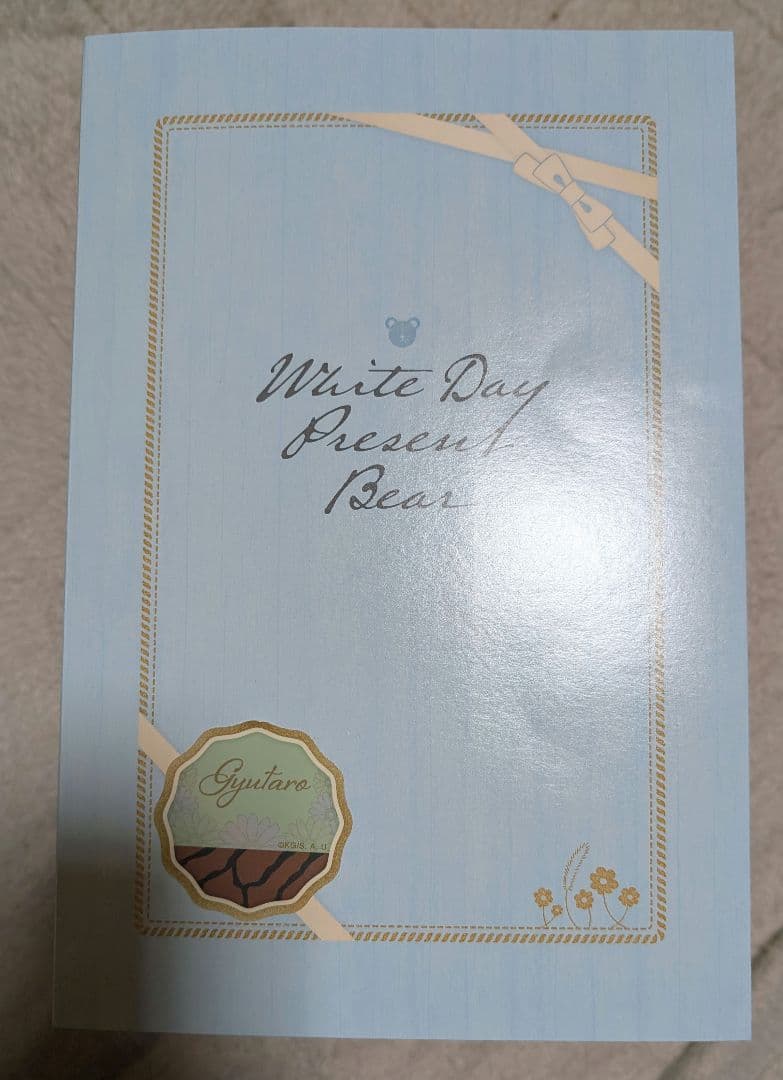 White Day
Present
Bear
Gyutaro
©KG/S, A, U